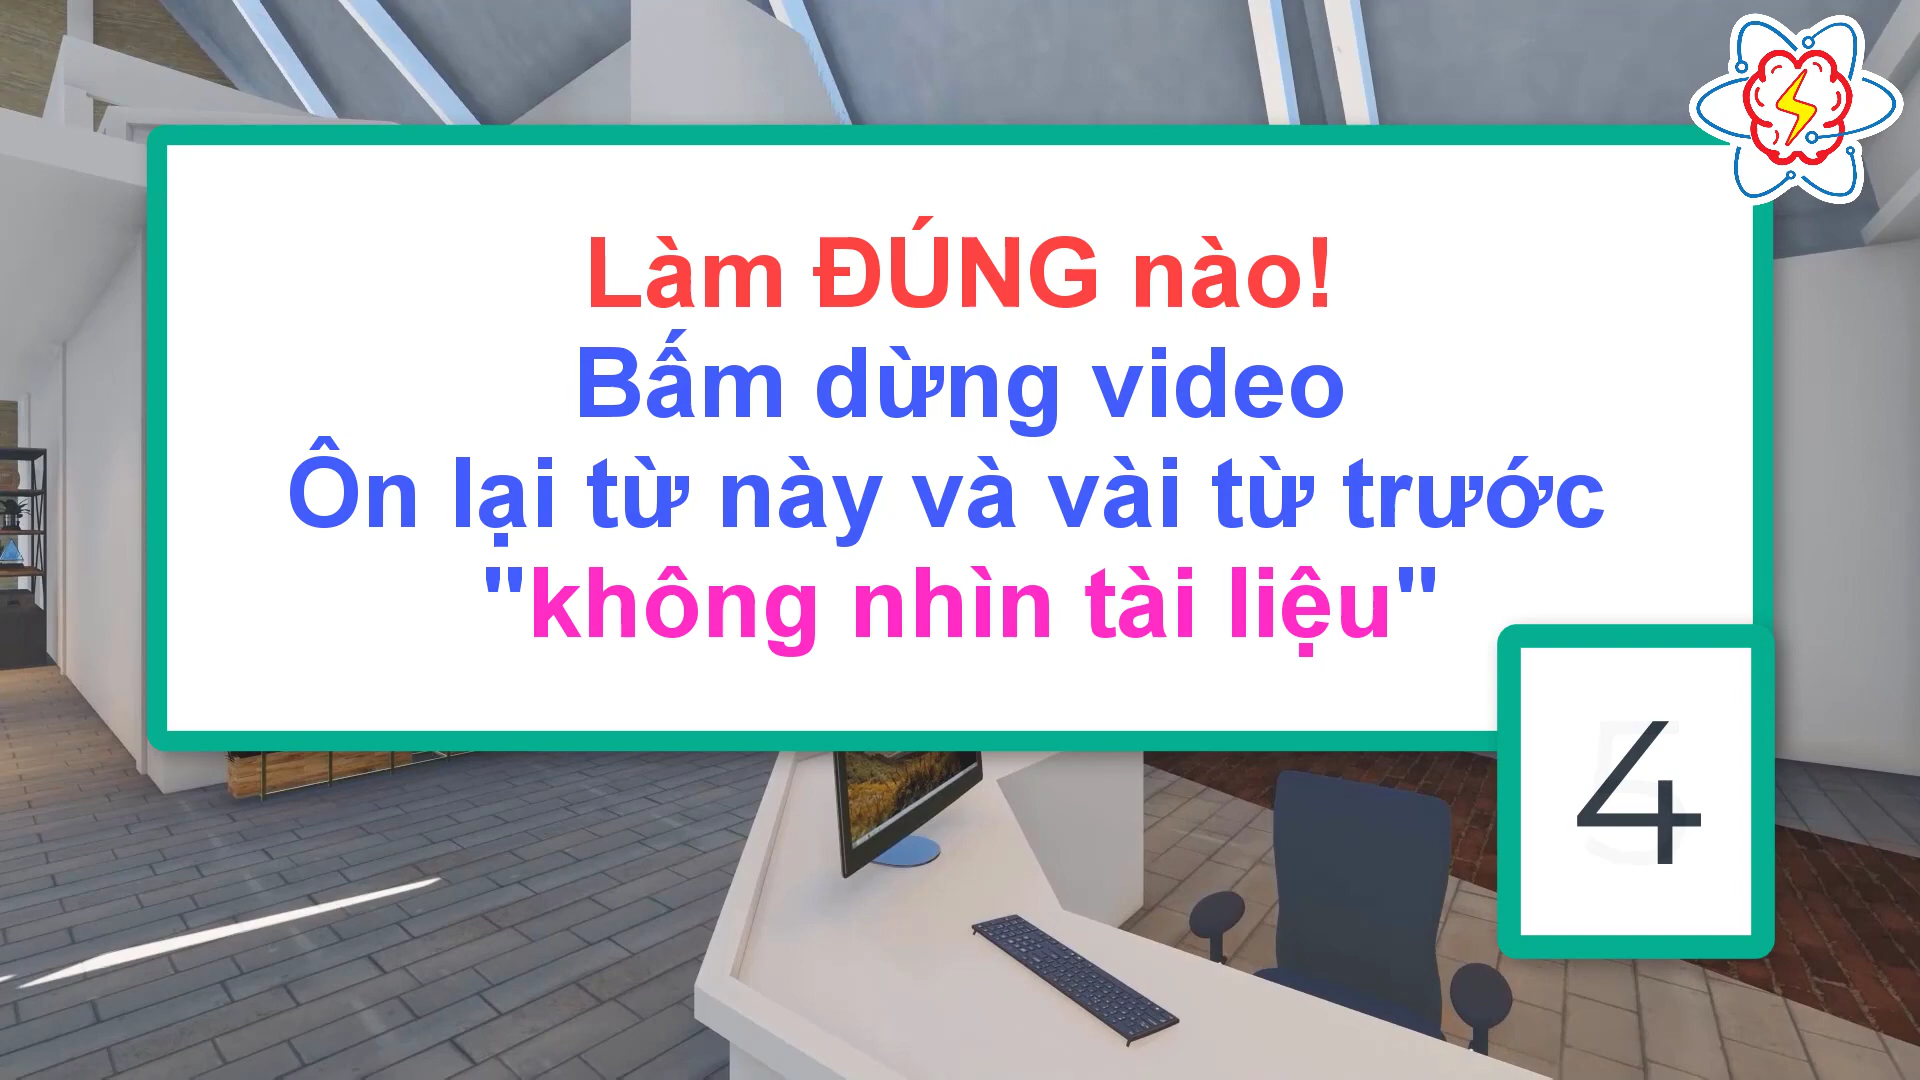 Làm ĐÚNG nào!
Bấm dừng video
Ôn lại từ này và vài từ trước
"không nhìn tài liệu"
4